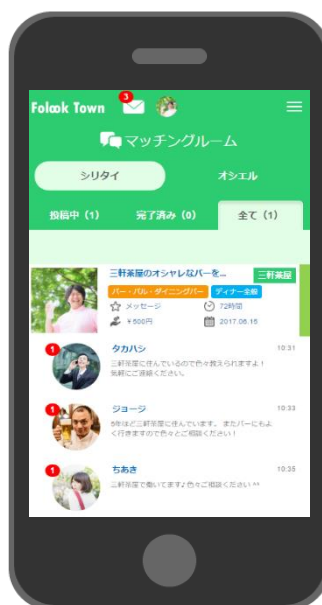 Folook Town
3
マッチングルーム
シリタイ
オシエル
投稿中 (1)
完了済み (0)
全て (1)
三軒茶屋のオシャレなバーを...
三軒茶屋
バー・バル・ダイニングバー
ディナー全般
メッセージ
72時間
¥500円
2017.06.16
1
タカハシ
10:31
三軒茶屋に住んでいるので色々教えられますよ！
気軽にご連絡ください。
1
ジョージ
10:33
5年ほど三軒茶屋に住んでいます。 またバーにもよ
く行きますので色々とご相談ください！
1
ちあき
10:35
三軒茶屋で働いてます♪色々ご相談ください ^^